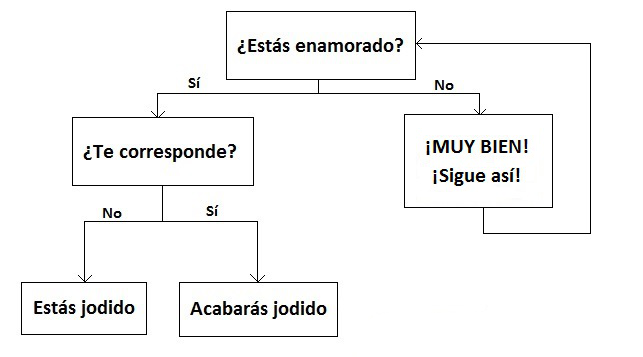 ¿Estás enamorado?
Sí
No
¿Te corresponde?
¡MUY BIEN!
¡Sigue así!
No
Sí
Estás jodido
Acabarás jodido